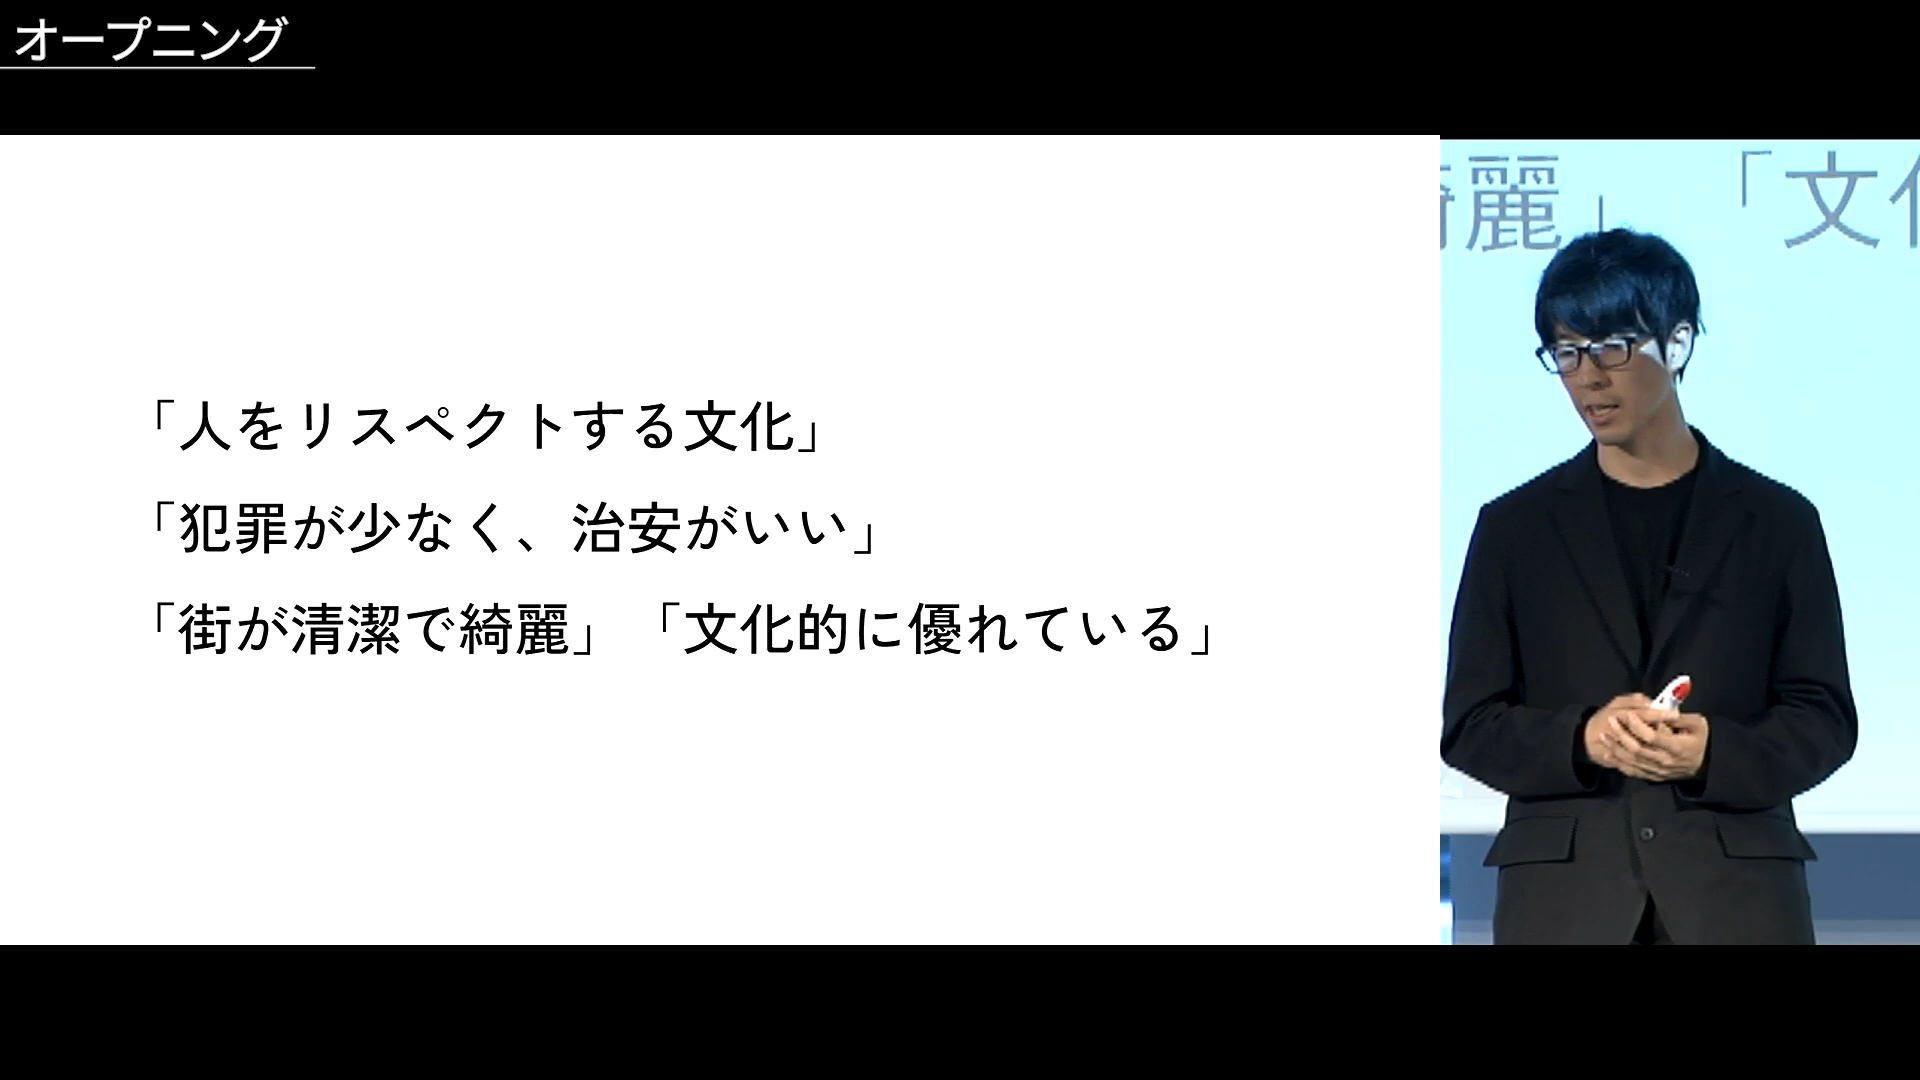 オープニング
「人をリスペクトする文化」
「犯罪が少なく、治安がいい」
「街が清潔で綺麗」「文化的に優れている」
麗」「文化